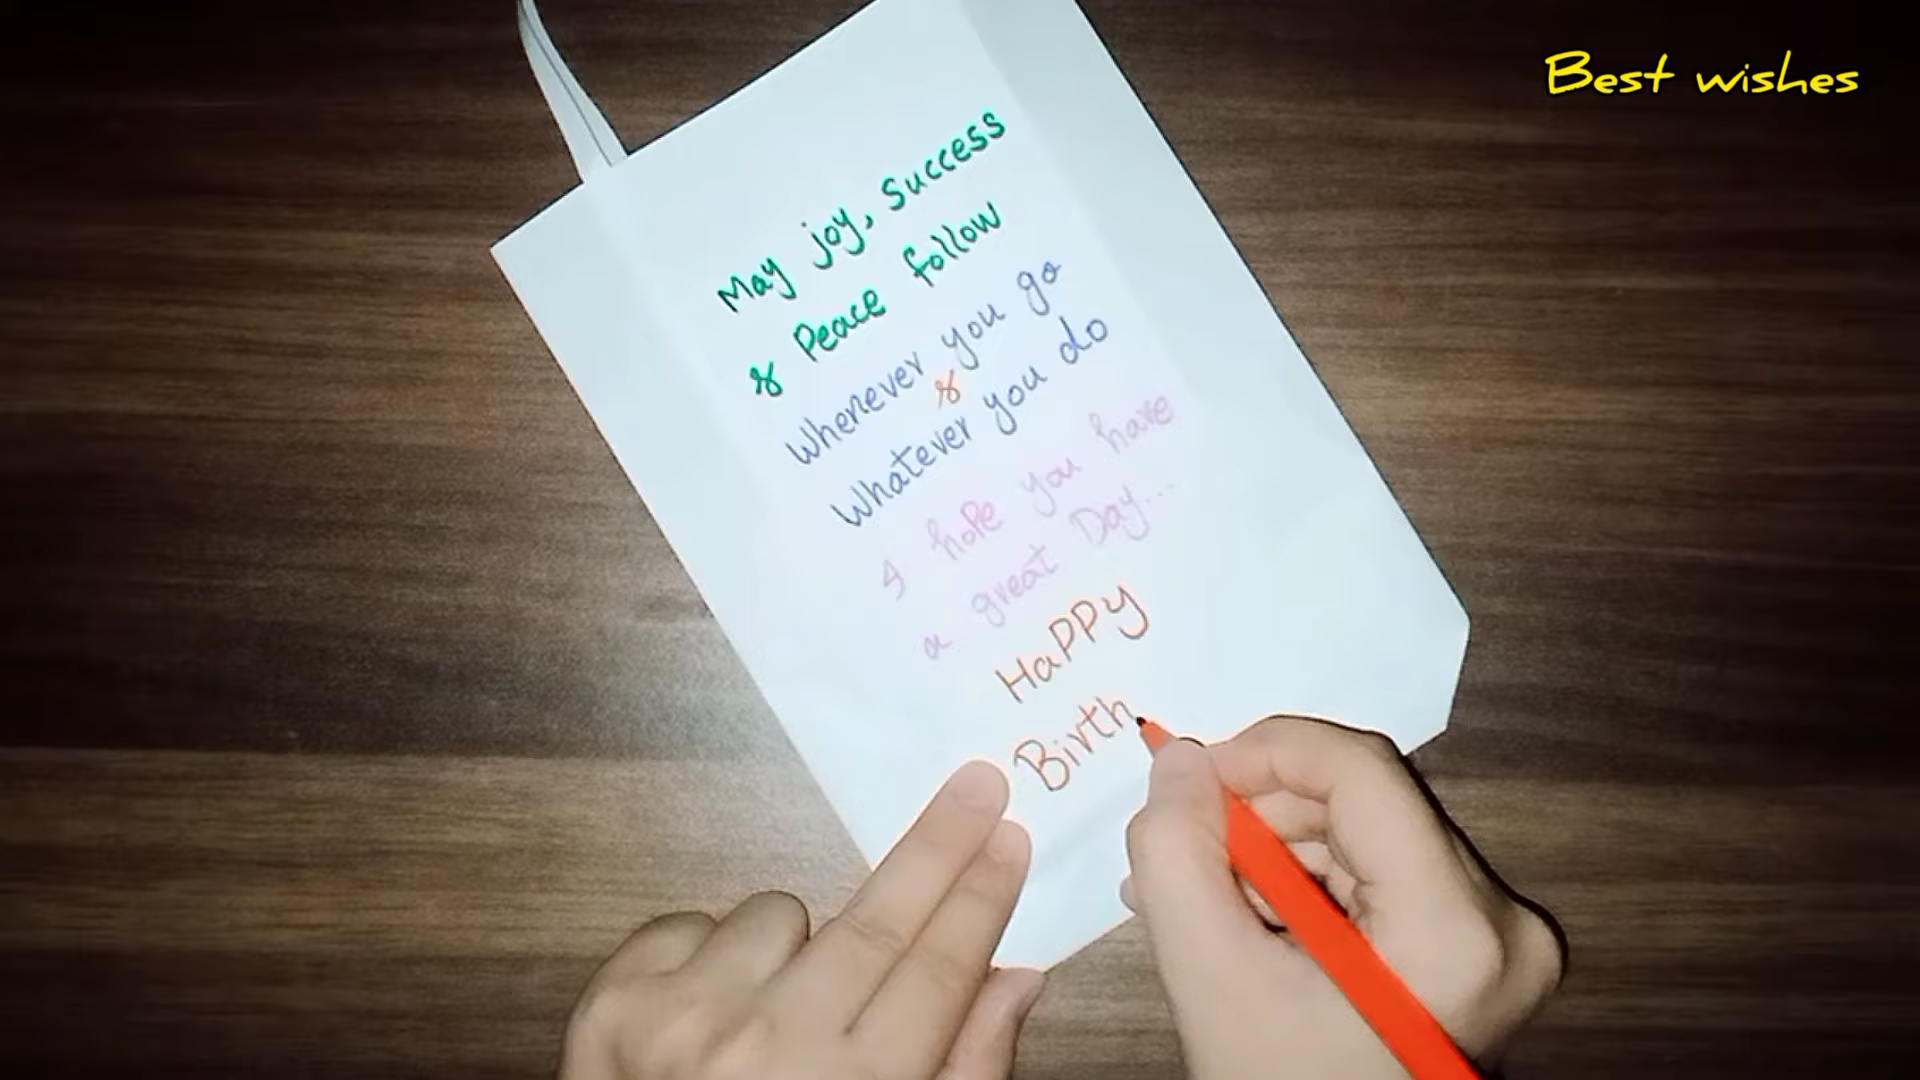 Best wishes
May joy, Success
& Peace follow
Whenever you go
&
Whatever you do
I hope you have
a great Day...
Happy
Birth